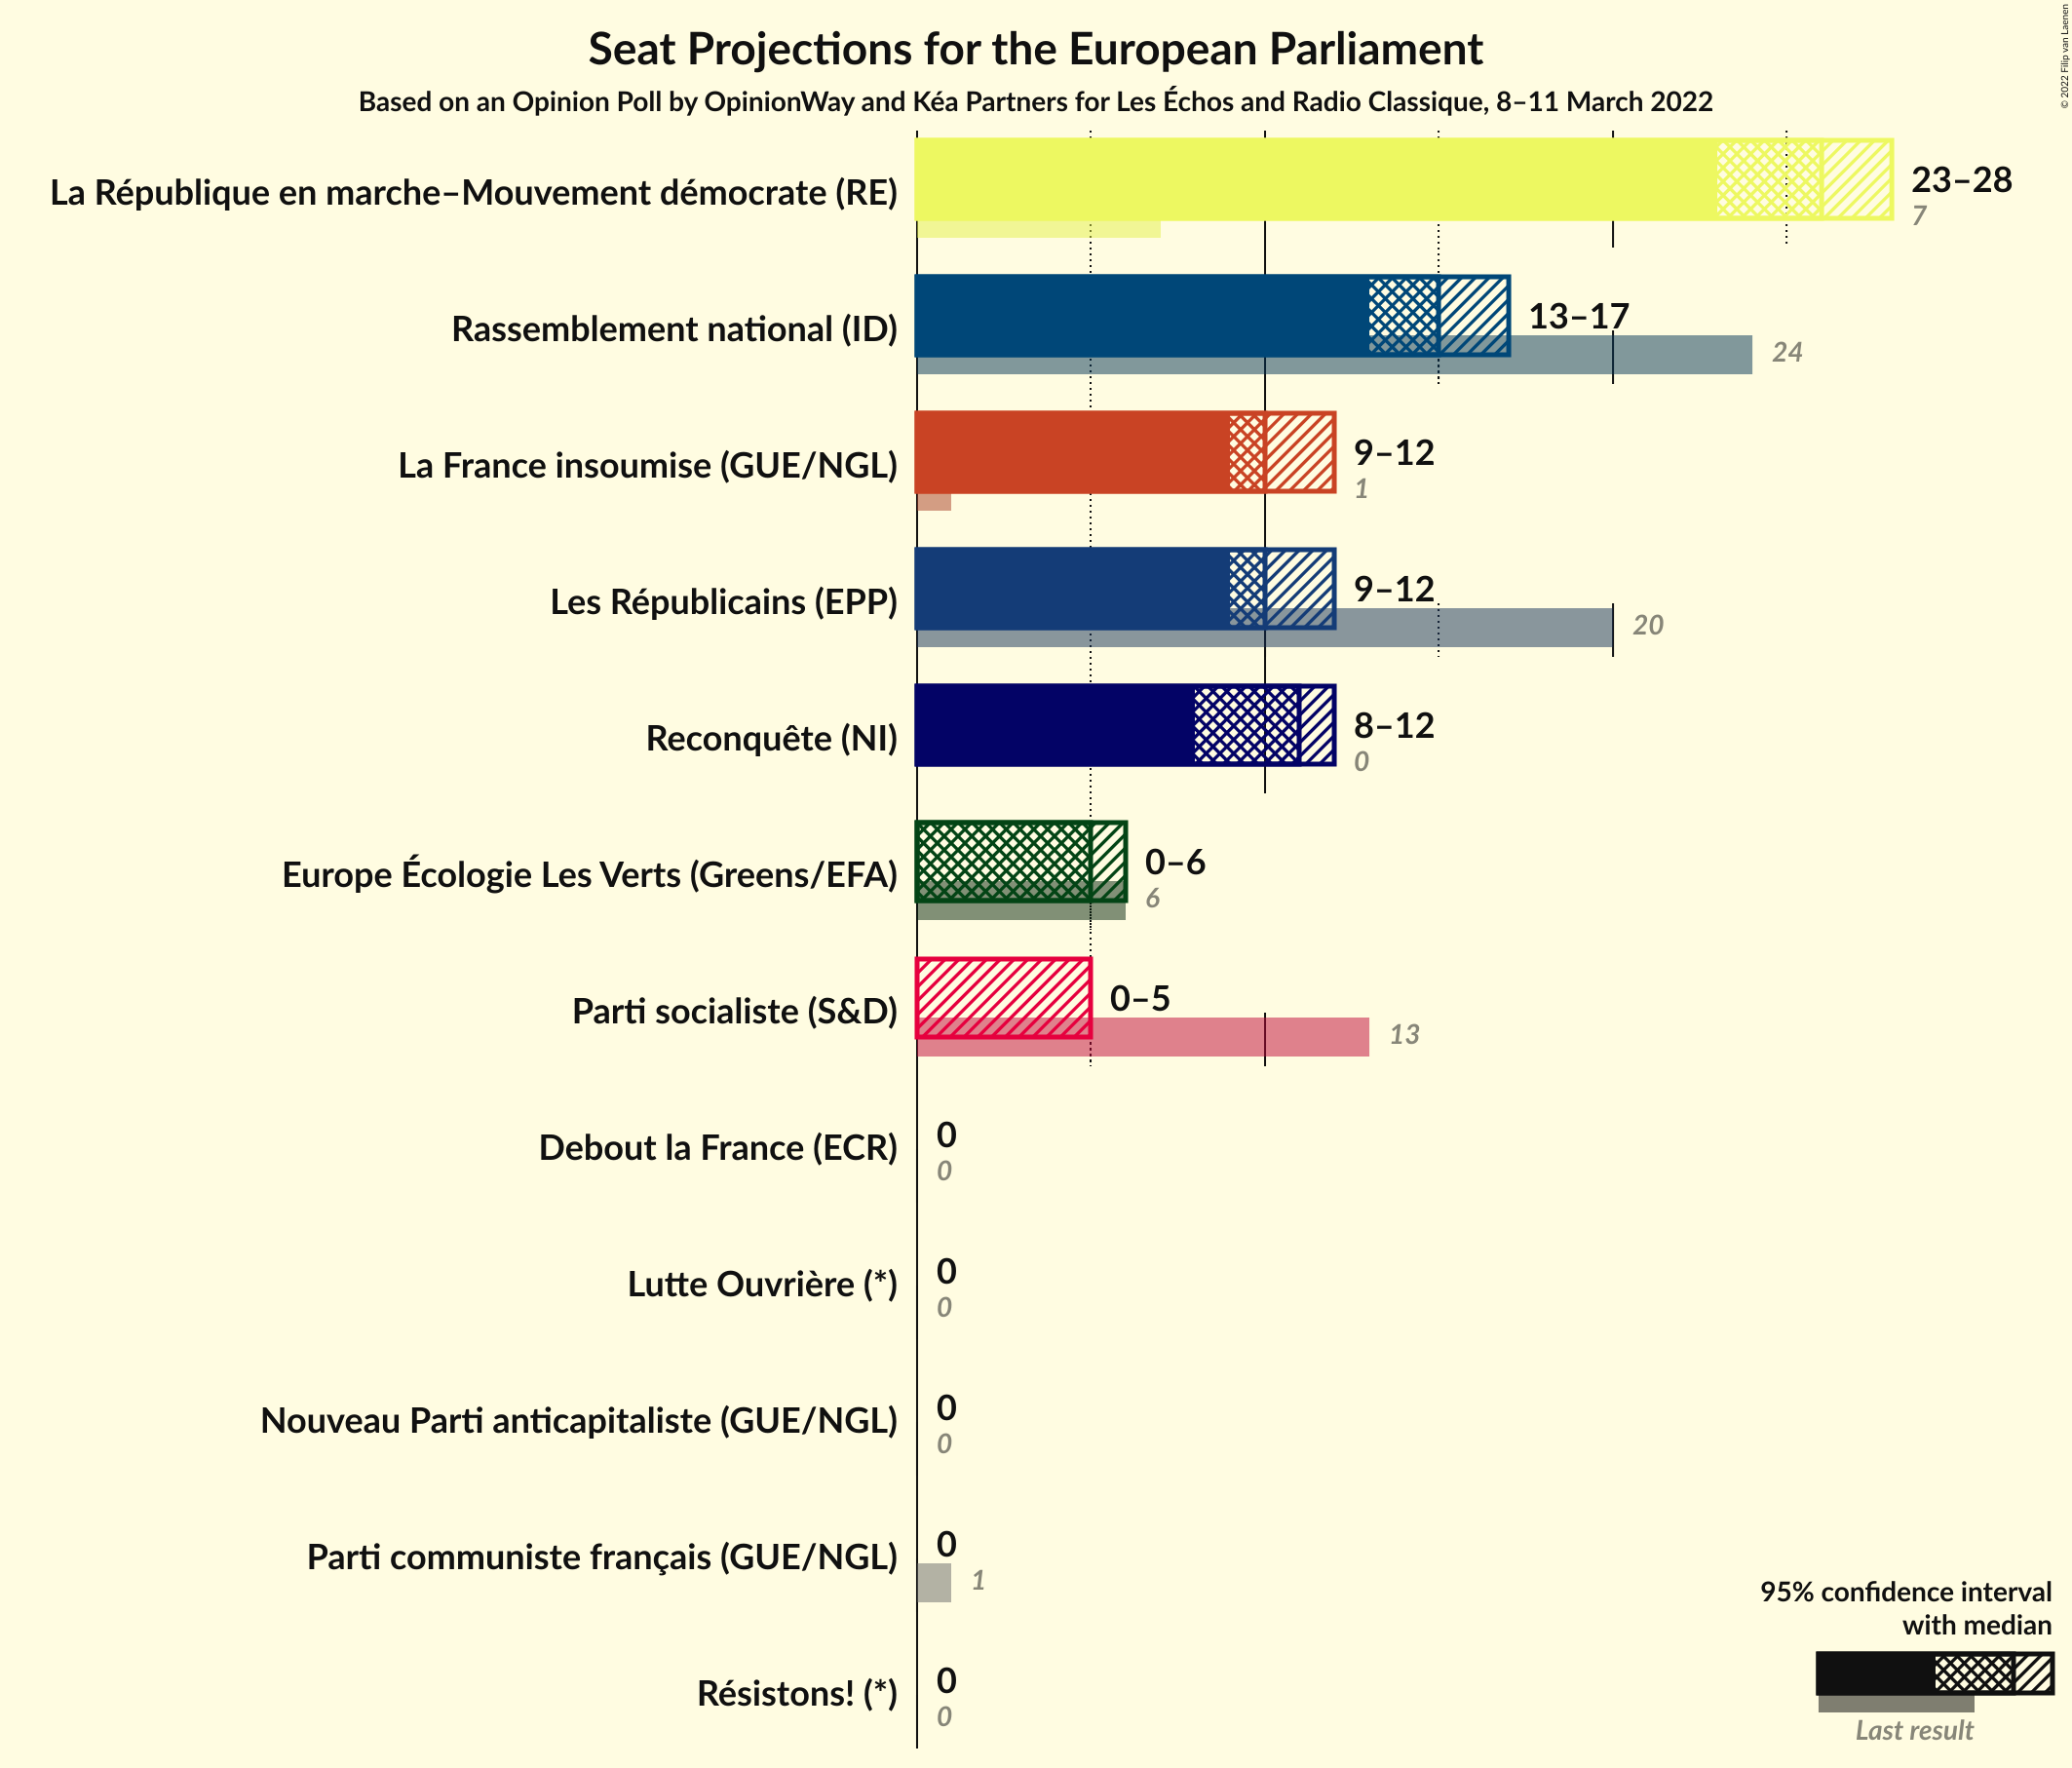 Seat Projections for the European Parliament
Based on an Opinion Poll by OpinionWay and Kéa Partners for Les Échos and Radio Classique, 8–11 March 2022
© 2022 Filip van Laenen
La République en marche–Mouvement démocrate (RE)
23–28
7
Rassemblement national (ID)
13–17
24
La France insoumise (GUE/NGL)
9–12
1
Les Républicains (EPP)
9–12
20
Reconquête (NI)
8–12
0
Europe Écologie Les Verts (Greens/EFA)
0–6
6
Parti socialiste (S&D)
0–5
13
Debout la France (ECR)
0
0
Lutte Ouvrière (*)
0
0
Nouveau Parti anticapitaliste (GUE/NGL)
0
0
Parti communiste français (GUE/NGL)
0
1
Résistons! (*)
0
0
95% confidence interval
with median
Last result